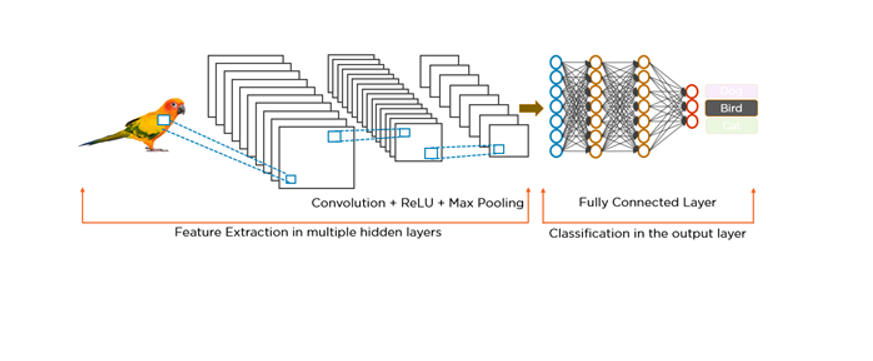 Dog
Bird
Cat
Convolution + ReLU + Max Pooling
Fully Connected Layer
Feature Extraction in multiple hidden layers
Classification in the output layer